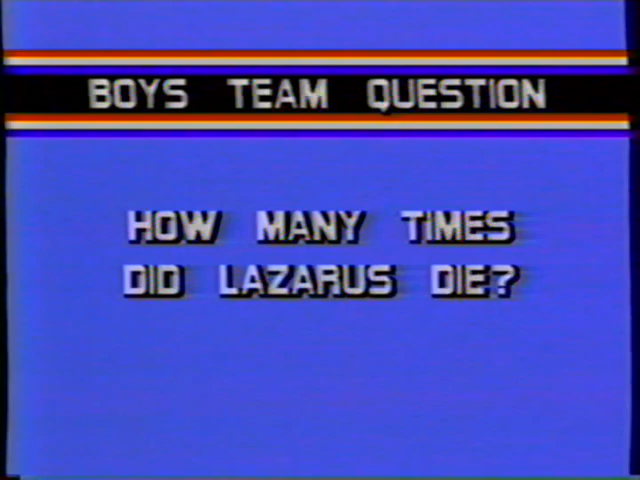 BOYS TEAM QUESTION
HOW MANY TIMES
DID LAZARUS DIE?